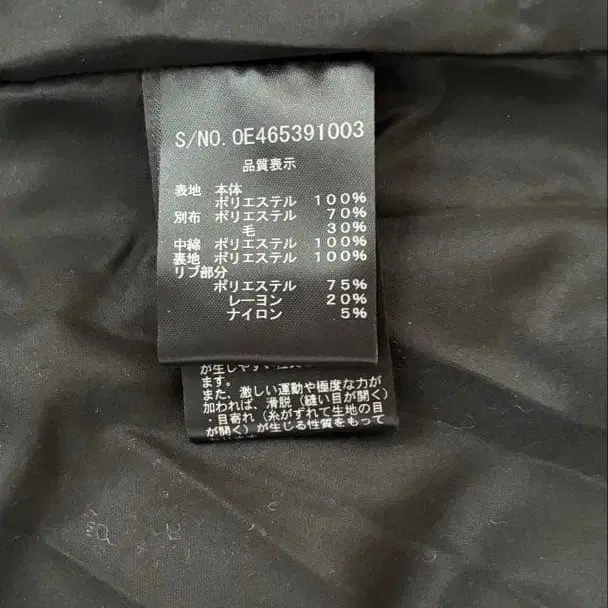 S/NO. 0E465391003
品質表示
表地 本体
ポリエステル 100%
別布 ポリエステル 70%
毛 30%
中綿 ポリエステル 100%
裏地 ポリエステル 100%
リブ部分
ポリエステル 75%
レーヨン 20%
ナイロン 5%
が生しやすい
ます。
また、激しい運動や極度な力が
加われば、滑脱（縫い目が開く）
・目寄れ（糸がずれて生地の目
が開く）が生じる性質をもって